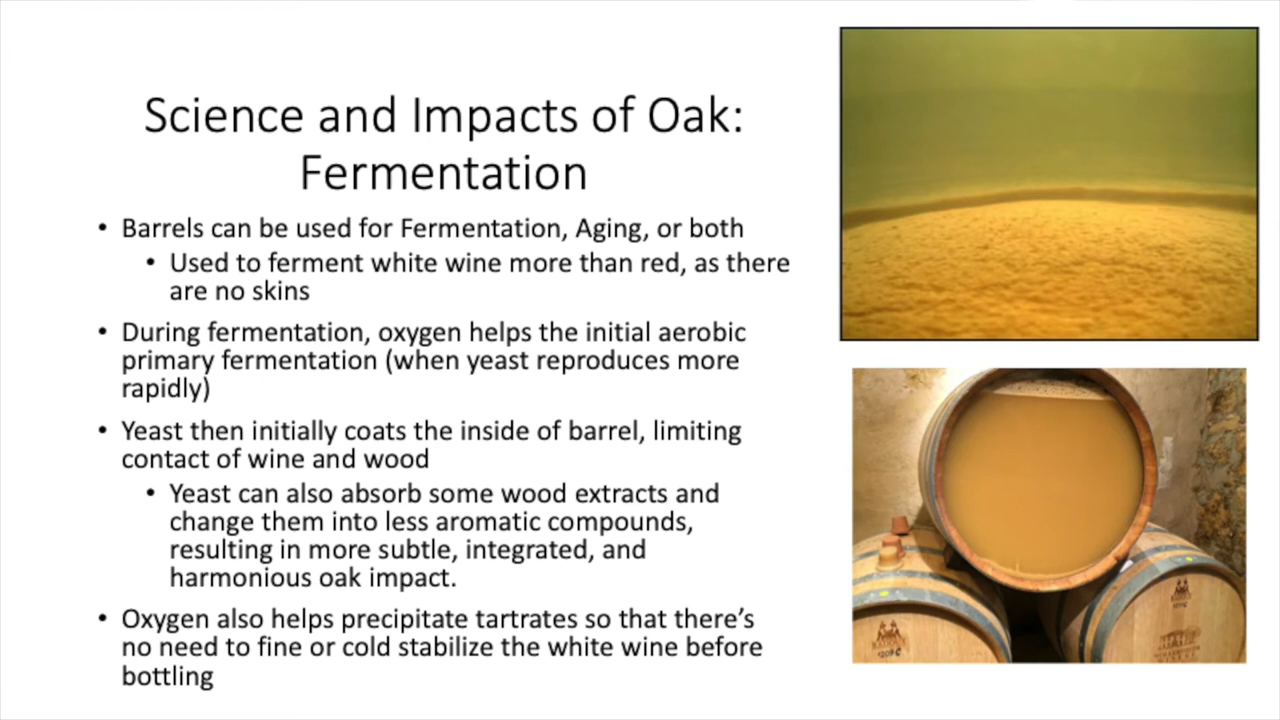 Science and Impacts of Oak:
Fermentation
• Barrels can be used for Fermentation, Aging, or both
• Used to ferment white wine more than red, as there
are no skins
• During fermentation, oxygen helps the initial aerobic
primary fermentation (when yeast reproduces more
rapidly)
• Yeast then initially coats the inside of barrel, limiting
contact of wine and wood
• Yeast can also absorb some wood extracts and
change them into less aromatic compounds,
resulting in more subtle, integrated, and
harmonious oak impact.
• Oxygen also helps precipitate tartrates so that there’s
no need to fine or cold stabilize the white wine before
bottling